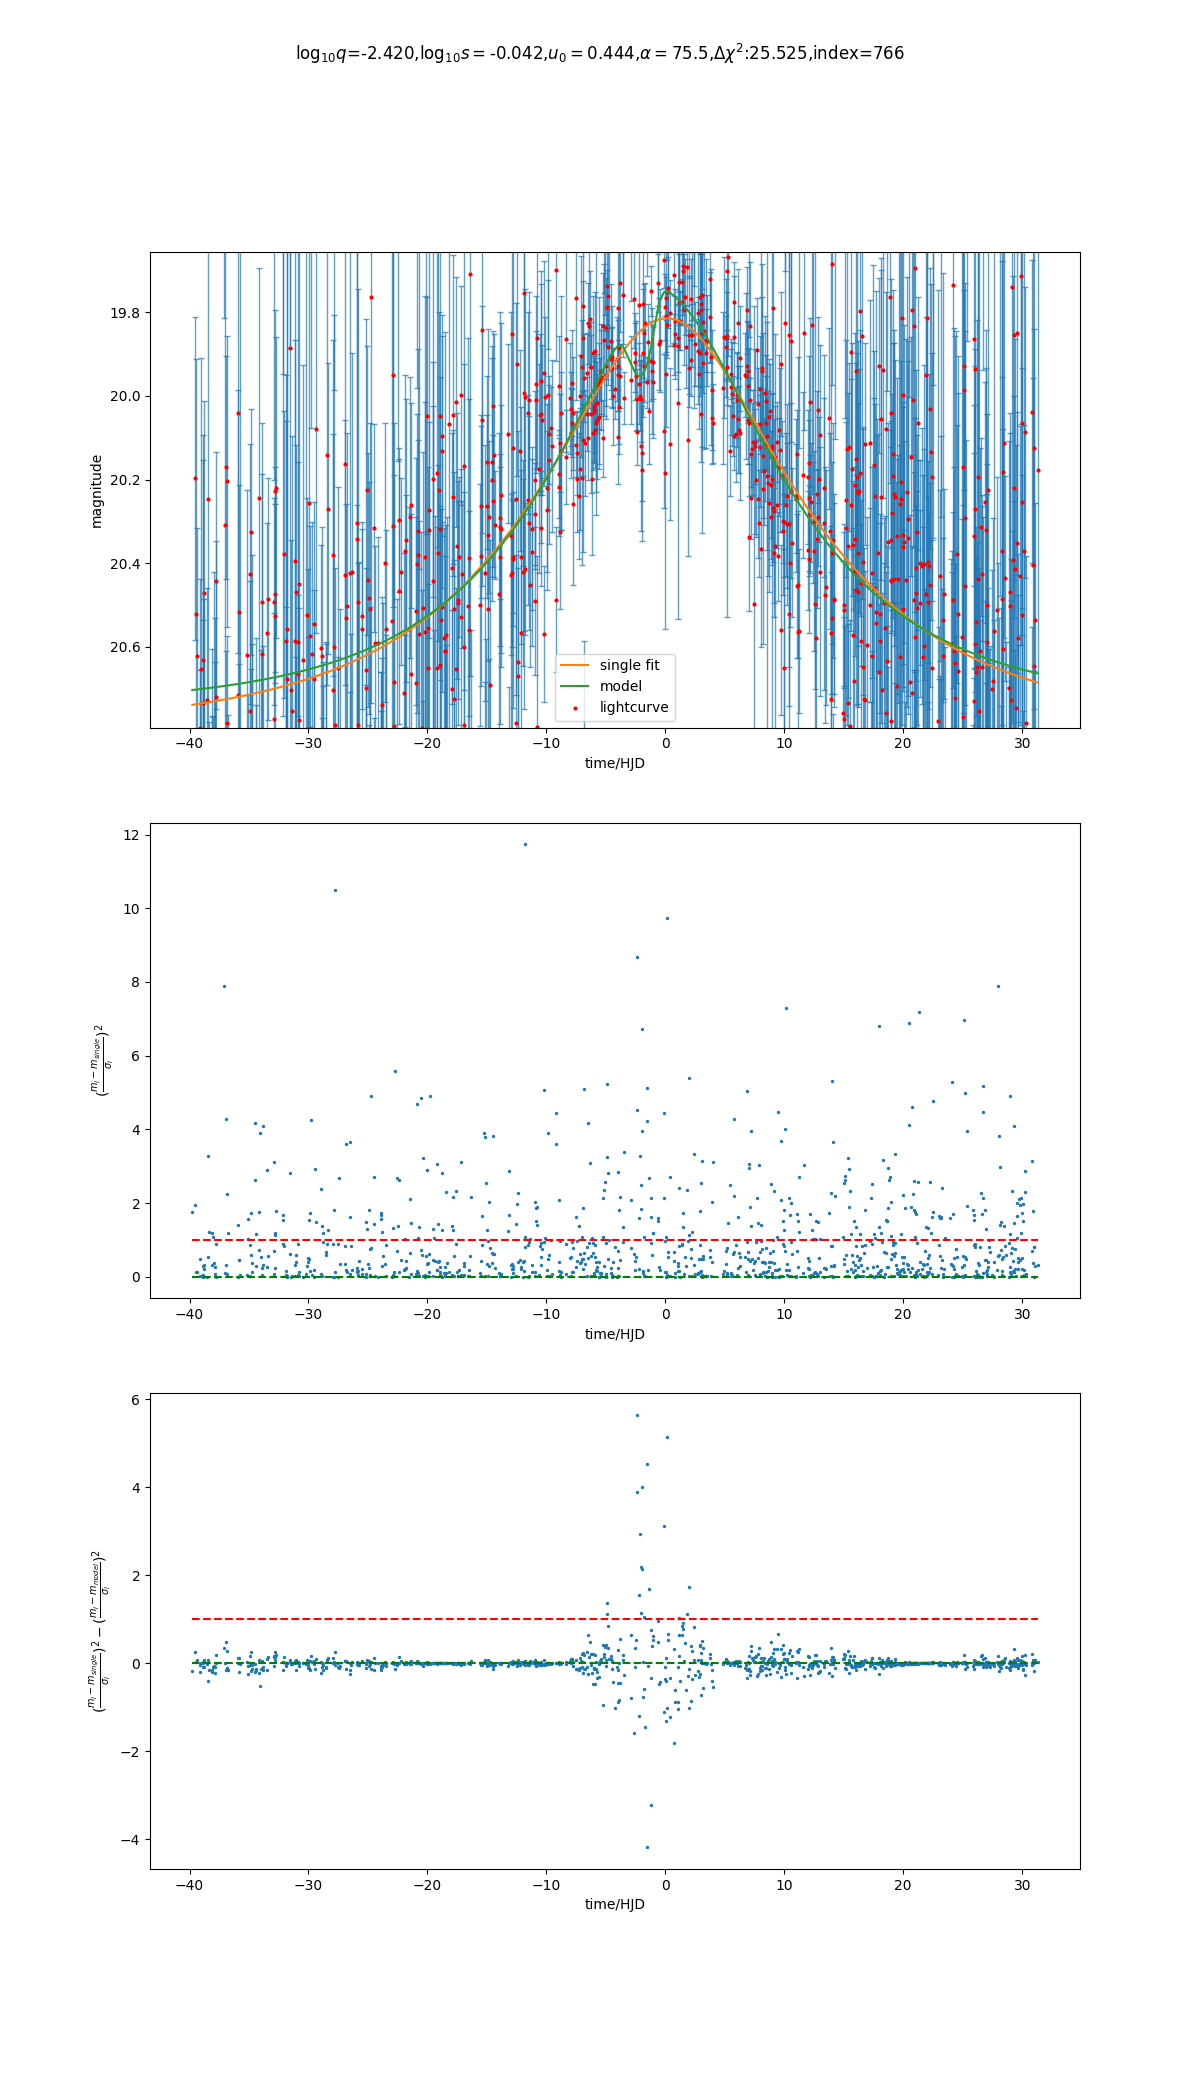 log₁₀q=-2.420,log₁₀s = -0.042,u₀ = 0.444,α = 75.5,Δχ²:25.525,index=766
19.8
20.0
20.2
20.4
20.6
magnitude
single fit
model
lightcurve
−40 −30 −20 −10 0 10 20 30
time/HJD
12
10
8
6
4
2
0
((mᵢ − m_single)/σᵢ)²
−40 −30 −20 −10 0 10 20 30
time/HJD
6
4
2
0
−2
−4
((mᵢ − m_single)/σᵢ)² − ((mᵢ − m_model)/σᵢ)²
−40 −30 −20 −10 0 10 20 30
time/HJD